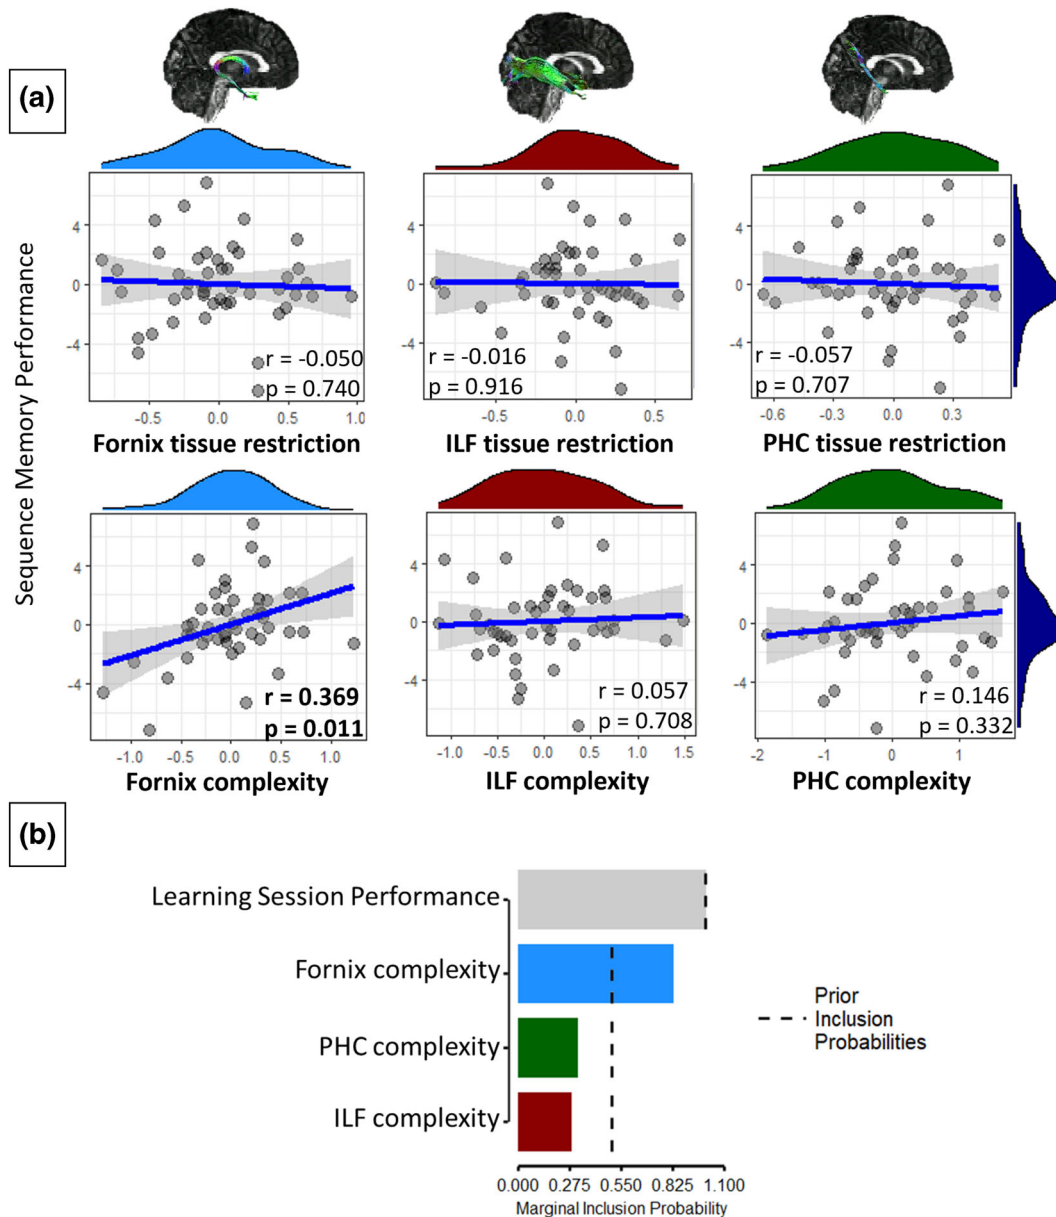 (a)
Sequence Memory Performance
4
0
-4
r = -0.050
p = 0.740
-0.5
0.0
0.5
1.0
Fornix tissue restriction
r = -0.016
p = 0.916
-0.5
0.0
0.5
ILF tissue restriction
4
0
-4
r = -0.057
p = 0.707
-0.6
-0.3
0.0
0.3
PHC tissue restriction
4
0
-4
r = 0.369
p = 0.011
-1.0
-0.5
0.0
0.5
1.0
Fornix complexity
4
0
-4
r = 0.057
p = 0.708
-1.0
-0.5
0.0
0.5
1.0
1.5
ILF complexity
4
0
-4
r = 0.146
p = 0.332
-2
-1
0
1
PHC complexity
(b)
Learning Session Performance
Fornix complexity
PHC complexity
ILF complexity
0.000 0.275 0.550 0.825 1.100
Marginal Inclusion Probability
Prior
Inclusion
Probabilities